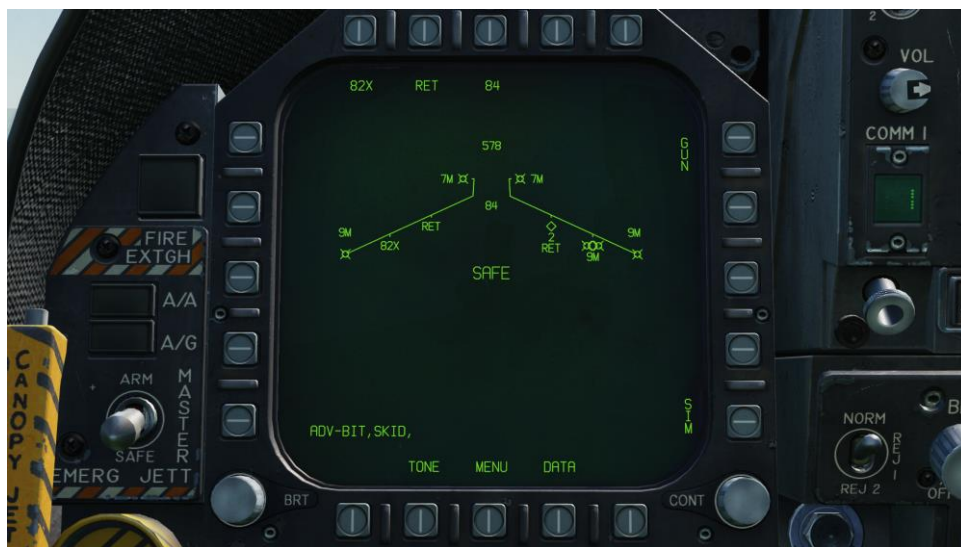 2
VOL
COMM 1
82X RET 84
GUN
578
7M 7M
84
9M RET 2 9M
82X RET
9M
SAFE
FIRE
EXTGH
A/A
A/G
ARM
MASTER
SAFE
EMERG JETT
CANOPY
ADV-BIT,SKID,
SIM
TONE MENU DATA
BRT
CONT
NORM
REJ 1
REJ 2
OFF